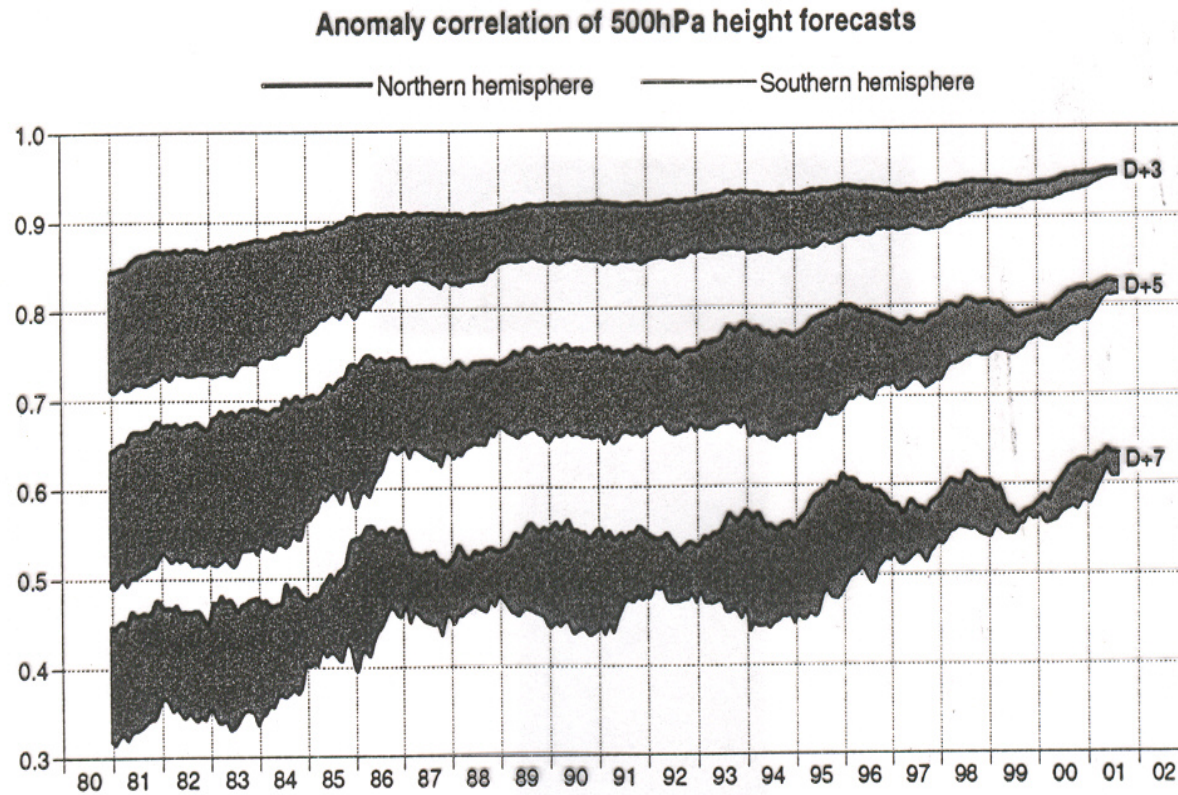 Anomaly correlation of 500hPa height forecasts
Northern hemisphere Southern hemisphere
1.0
D+3
0.9
0.8
D+5
0.7
0.6
D+7
0.5
0.4
0.3
80 81 82 83 84 85 86 87 88 89 90 91 92 93 94 95 96 97 98 99 00 01 02